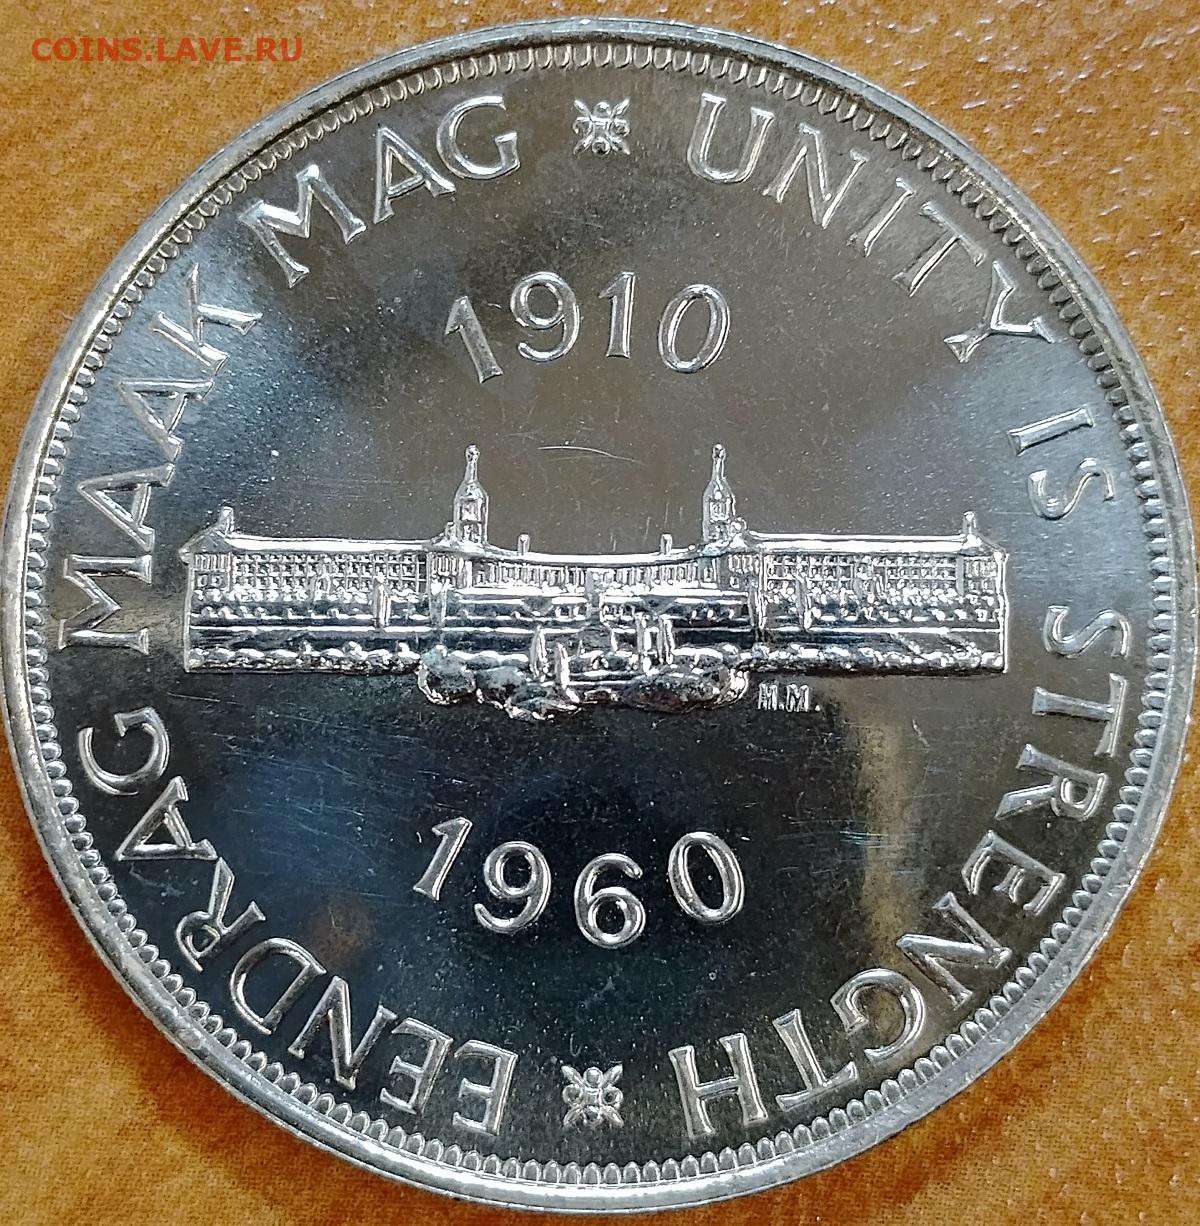 COINS.LAVE.RU
EENDRAG MAAK MAG
UNITY IS STRENGTH
1910
M.M.
1960